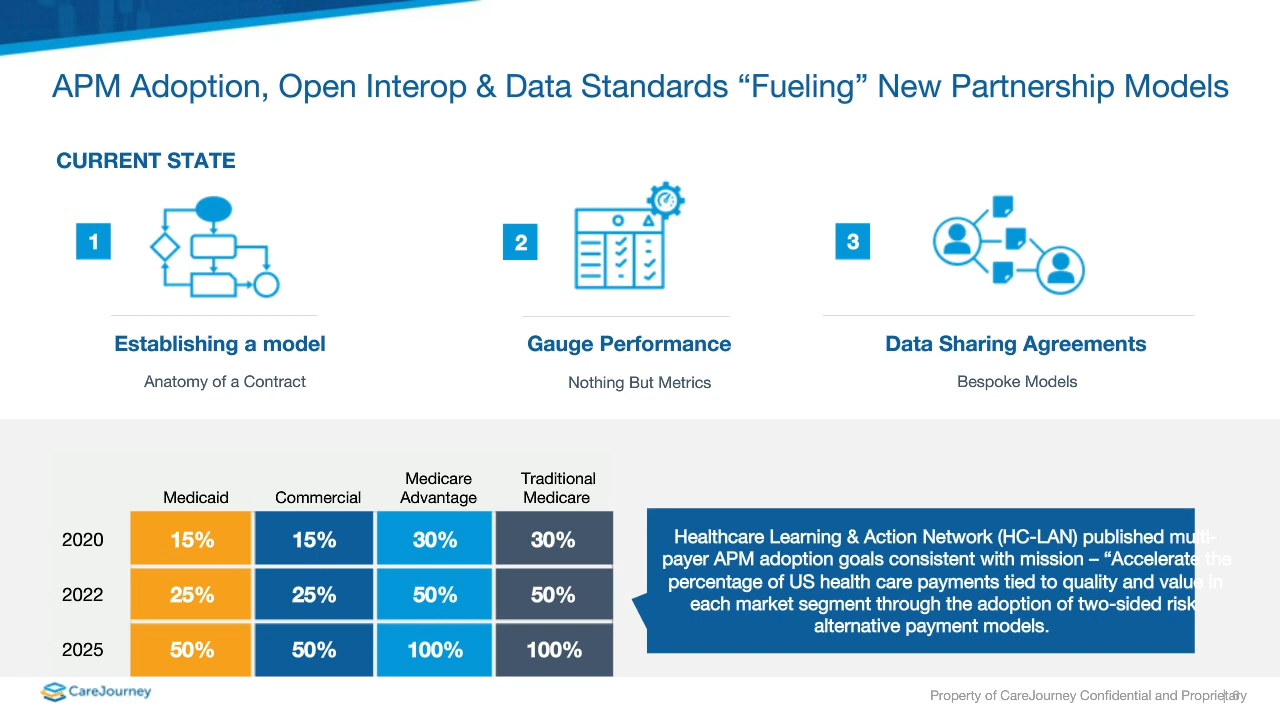 APM Adoption, Open Interop & Data Standards “Fueling” New Partnership Models
CURRENT STATE
1
2
3
Establishing a model
Gauge Performance
Data Sharing Agreements
Anatomy of a Contract
Nothing But Metrics
Bespoke Models
Medicaid
Commercial
Medicare
Advantage
Traditional
Medicare
2020 15% 15% 30% 30%
2022 25% 25% 50% 50%
2025 50% 50% 100% 100%
Healthcare Learning & Action Network (HC-LAN) published multi-
payer APM adoption goals consistent with mission – “Accelerate the
percentage of US health care payments tied to quality and value in
each market segment through the adoption of two-sided risk
alternative payment models.
CareJourney
Property of CareJourney Confidential and Proprietary
| 6